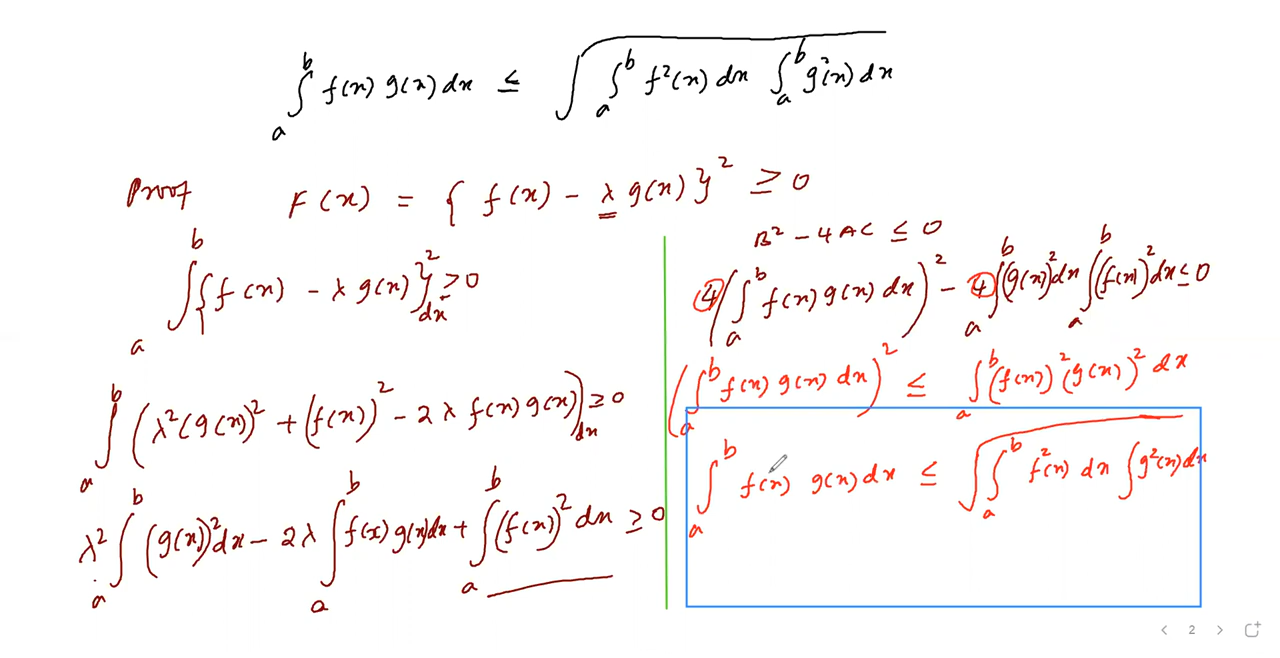 ∫_a^b f(x) g(x) dx ≤ √(∫_a^b f²(x) dx ∫_a^b g²(x) dx)
Proof F(x) = { f(x) - λ g(x) }² ≥ 0
∫_a^b { f(x) - λ g(x) }² dx ≥ 0
∫_a^b (λ²(g(x))² + (f(x))² - 2λ f(x) g(x)) dx ≥ 0
λ² ∫_a^b (g(x))² dx - 2λ ∫_a^b f(x) g(x) dx + ∫_a^b (f(x))² dx ≥ 0
B² - 4AC ≤ 0
4 (∫_a^b f(x) g(x) dx)² - 4 ∫_a^b (g(x))² dx ∫_a^b (f(x))² dx ≤ 0
(∫_a^b f(x) g(x) dx)² ≤ ∫_a^b (f(x))² (g(x))² dx
∫_a^b f(x) g(x) dx ≤ √(∫_a^b f²(x) dx ∫ g²(x) dx
< 2 >